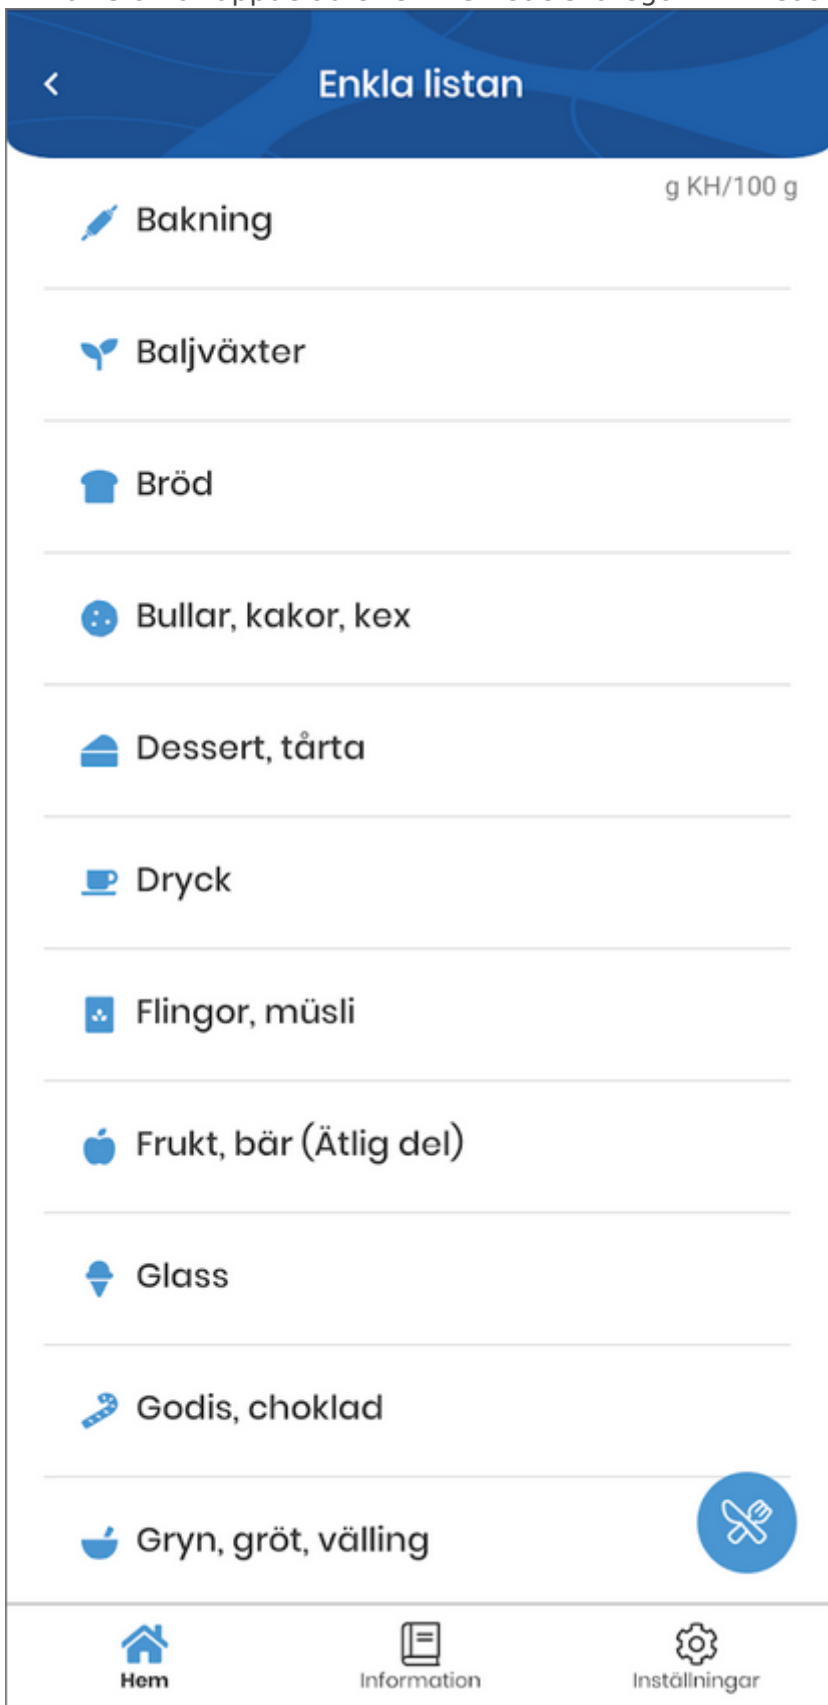 Enkla listan
g KH/100 g
Bakning
Baljväxter
Bröd
Bullar, kakor, kex
Dessert, tårta
Dryck
Flingor, müsli
Frukt, bär (Ätlig del)
Glass
Godis, choklad
Gryn, gröt, välling
Hem
Information
Inställningar